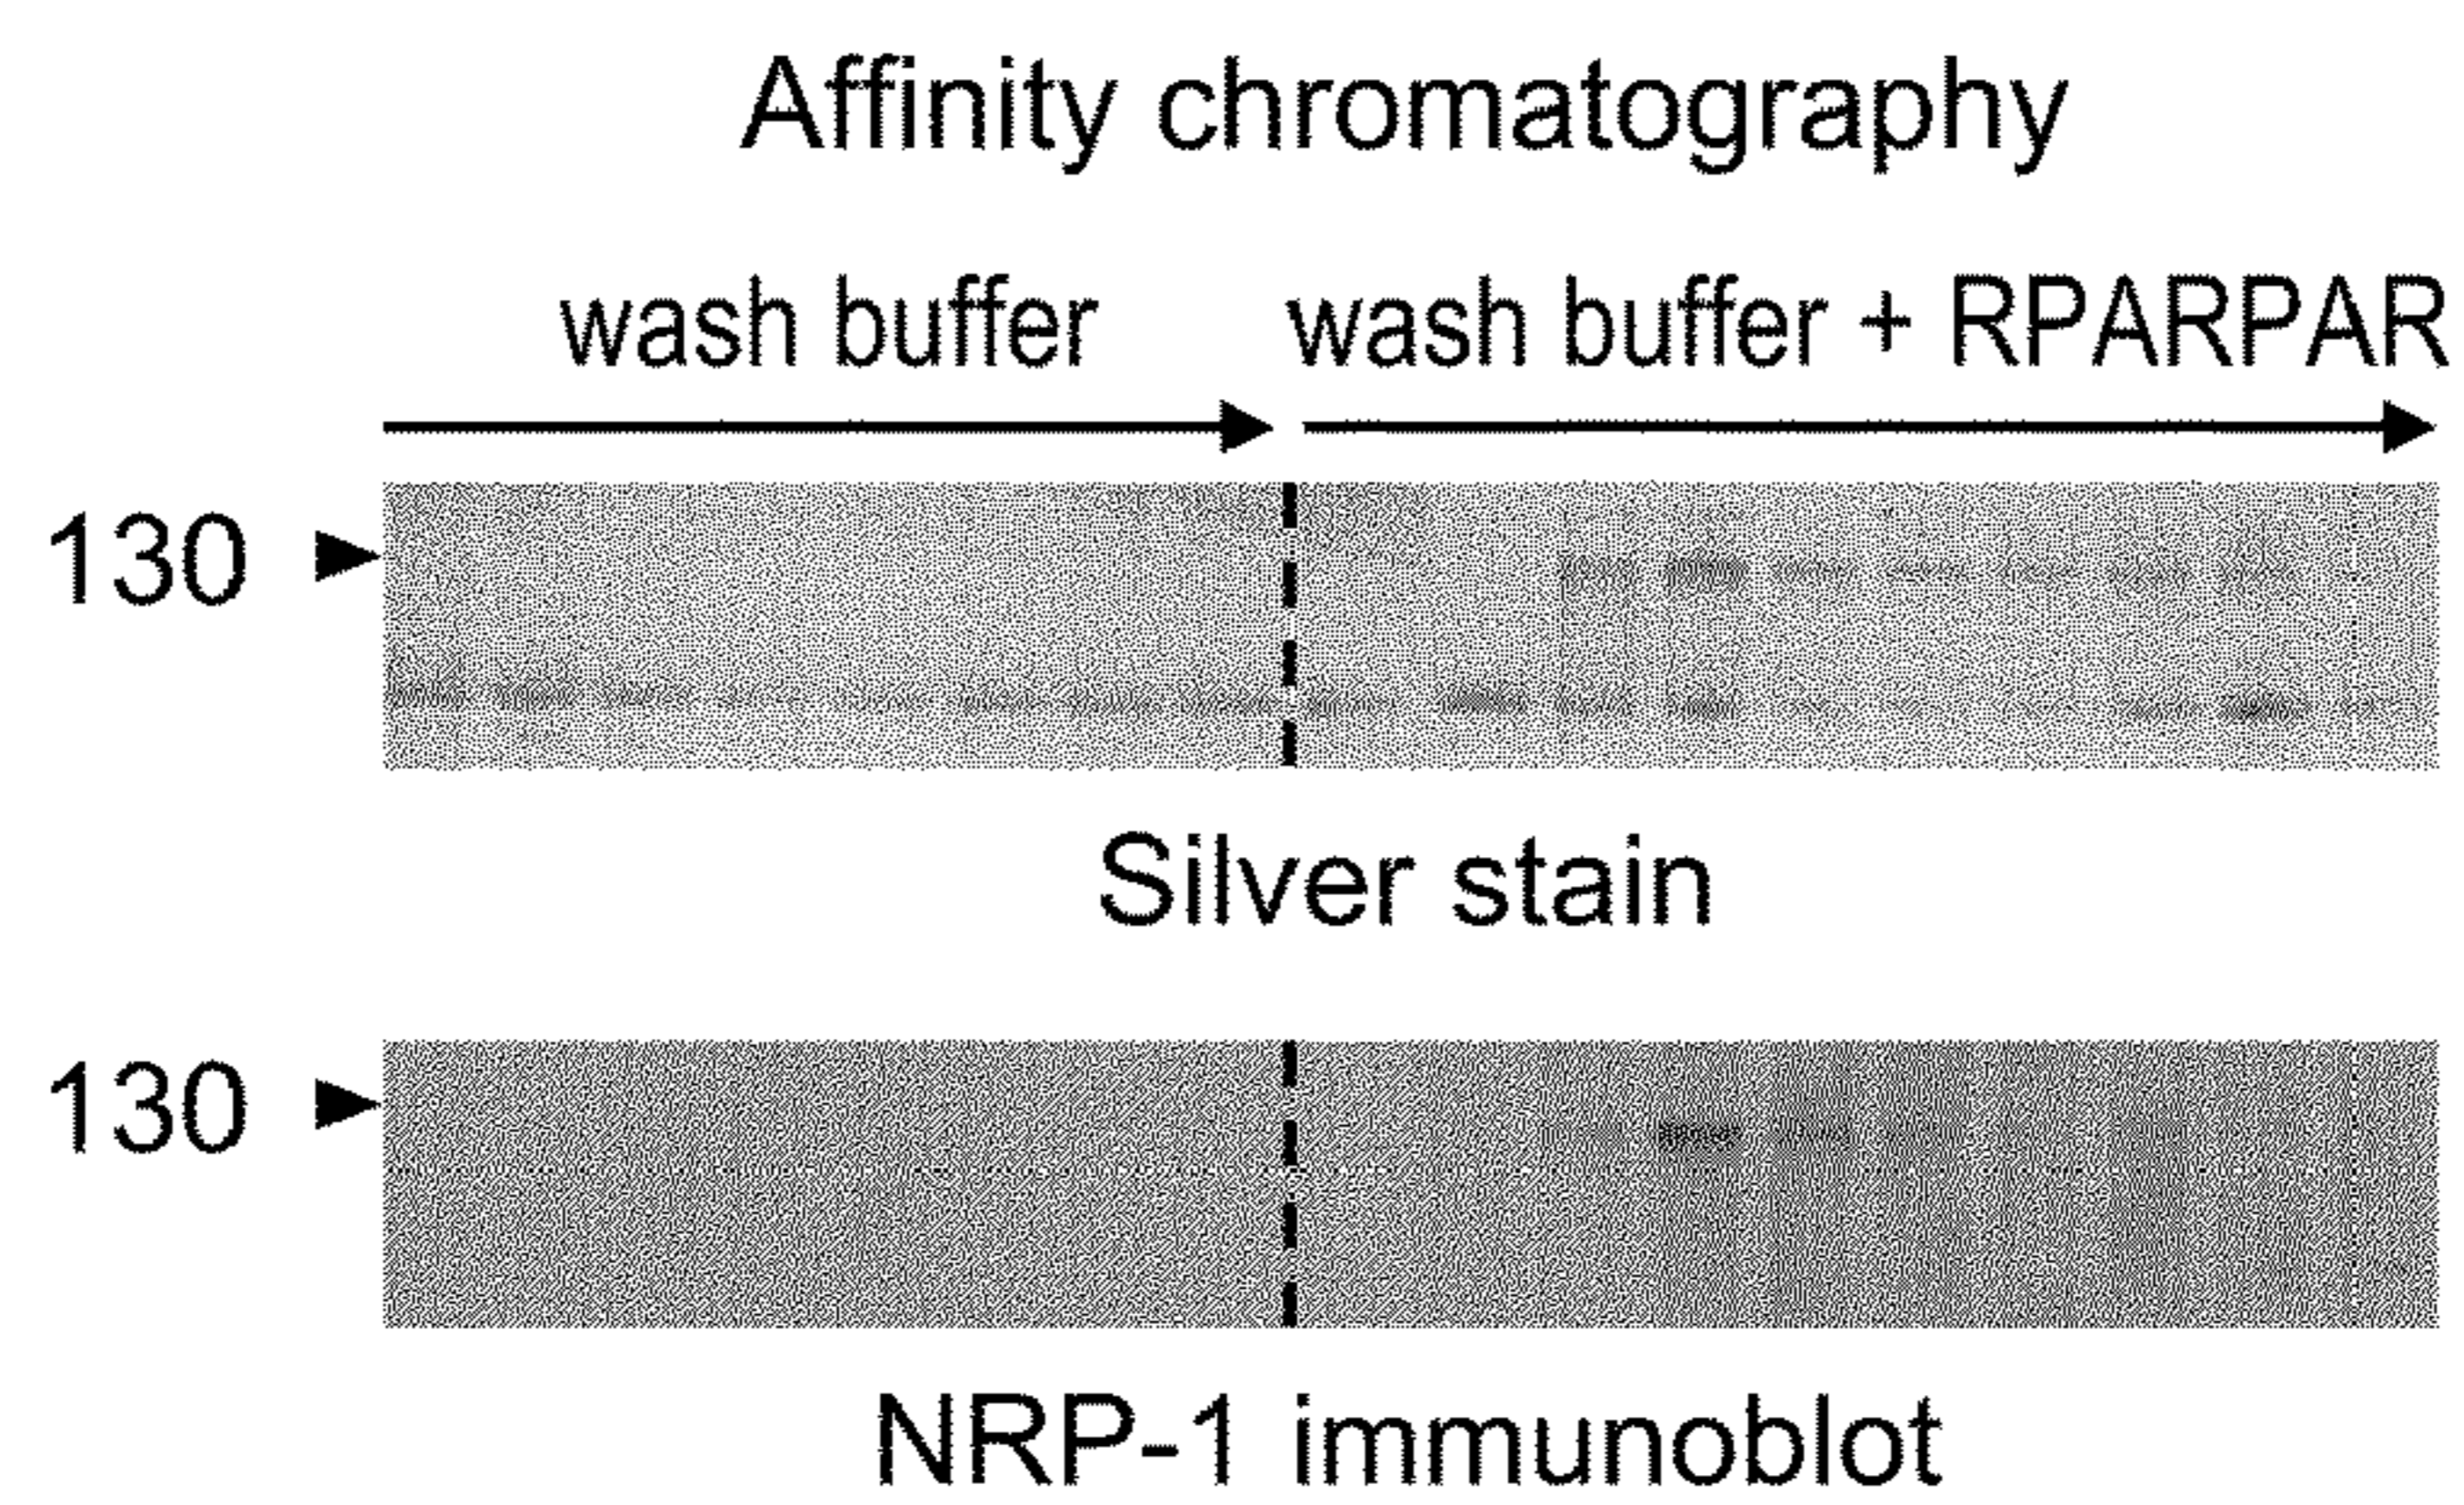 Affinity chromatography
wash buffer wash buffer + RPARPAR
130
Silver stain
130
NRP-1 immunoblot